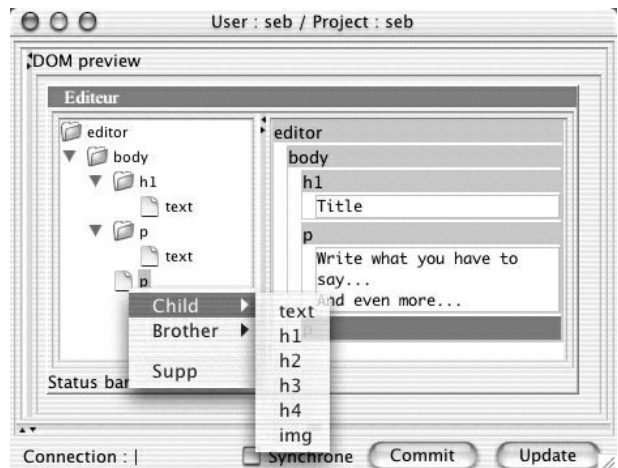 User : seb / Project : seb
DOM preview
Editeur
editor
body
h1
text
p
text
p
editor
body
h1
Title
p
Write what you have to
say...
And even more...
p
Child
Brother
Supp
text
h1
h2
h3
h4
img
Status bar
Connection :
Synchrone
Commit
Update